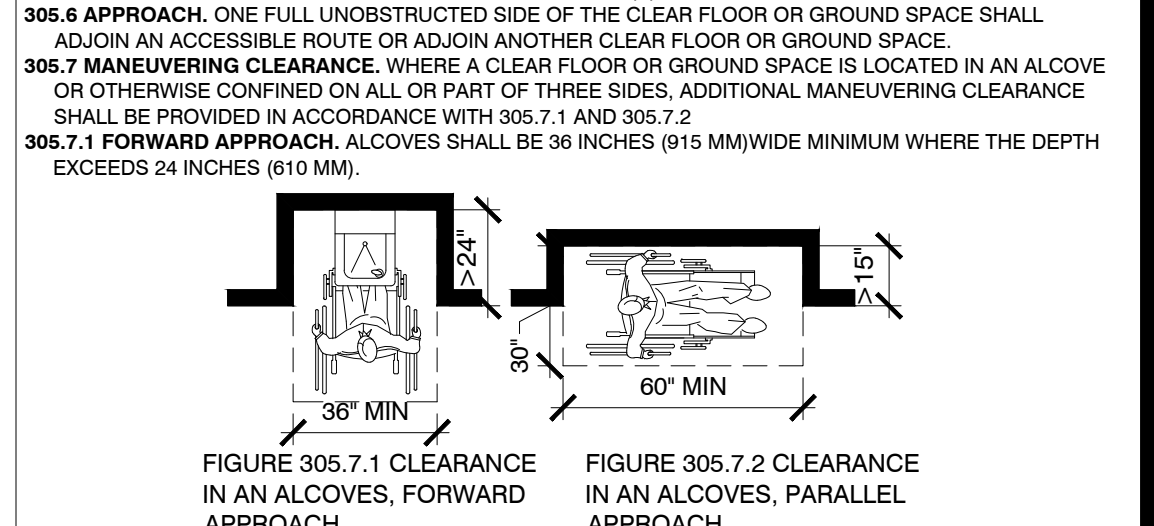 305.6 APPROACH. ONE FULL UNOBSTRUCTED SIDE OF THE CLEAR FLOOR OR GROUND SPACE SHALL
ADJOIN AN ACCESSIBLE ROUTE OR ADJOIN ANOTHER CLEAR FLOOR OR GROUND SPACE.
305.7 MANEUVERING CLEARANCE. WHERE A CLEAR FLOOR OR GROUND SPACE IS LOCATED IN AN ALCOVE
OR OTHERWISE CONFINED ON ALL OR PART OF THREE SIDES, ADDITIONAL MANEUVERING CLEARANCE
SHALL BE PROVIDED IN ACCORDANCE WITH 305.7.1 AND 305.7.2
305.7.1 FORWARD APPROACH. ALCOVES SHALL BE 36 INCHES (915 MM)WIDE MINIMUM WHERE THE DEPTH
EXCEEDS 24 INCHES (610 MM).
>24"
36" MIN
>15"
30"
60" MIN
FIGURE 305.7.1 CLEARANCE
IN AN ALCOVES, FORWARD
APPROACH
FIGURE 305.7.2 CLEARANCE
IN AN ALCOVES, PARALLEL
APPROACH